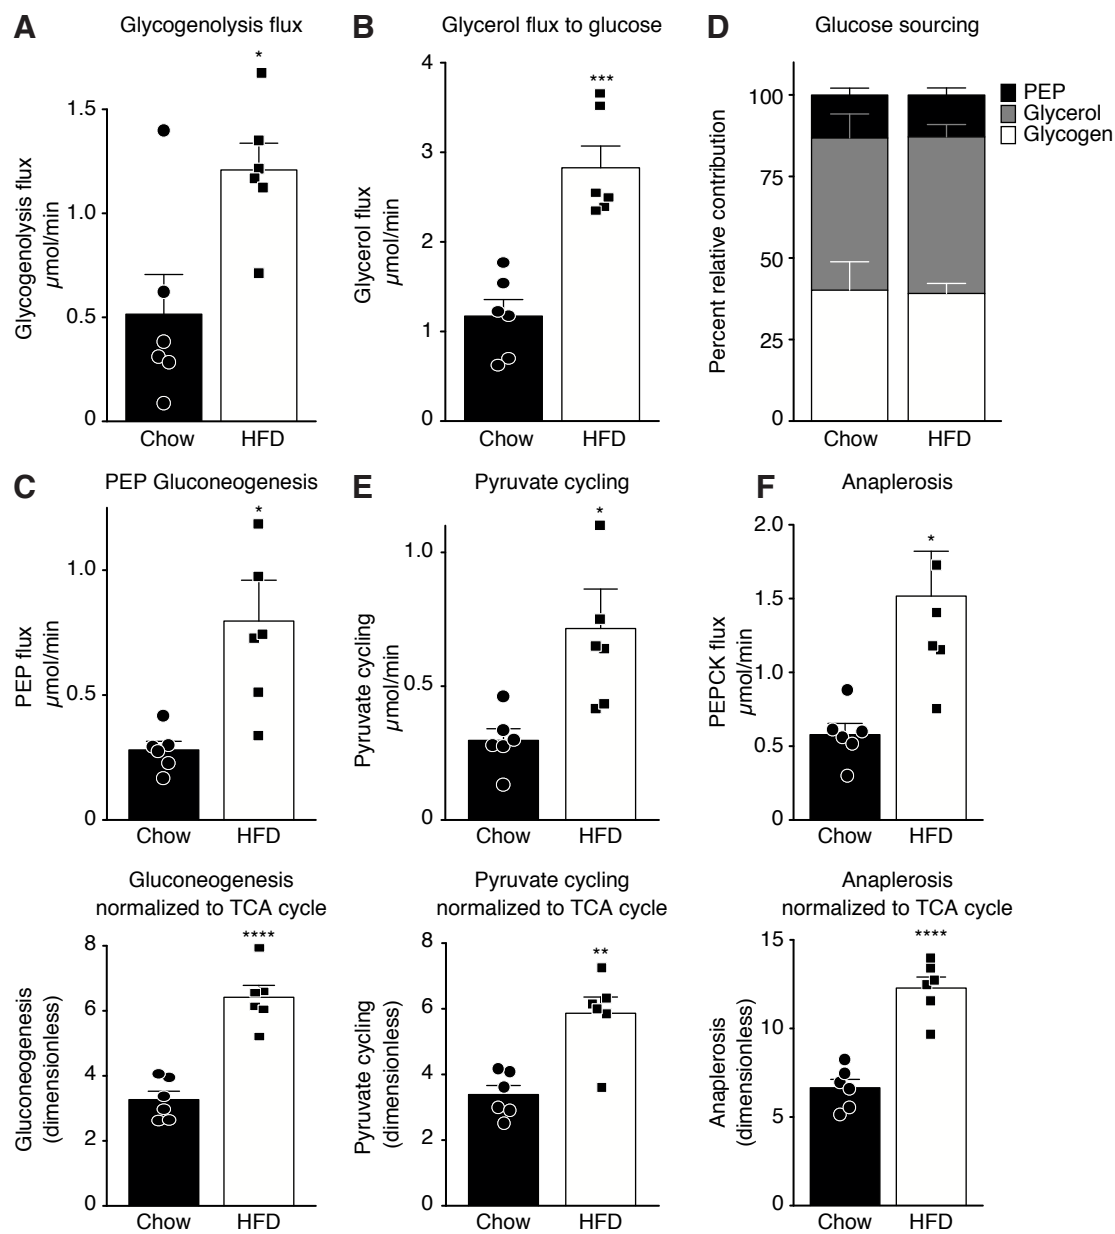 A
Glycogenolysis flux
*
Glycogenolysis flux
µmol/min
1.5
1.0
0.5
0
Chow
HFD
B
Glycerol flux to glucose
***
Glycerol flux
µmol/min
4
3
2
1
0
Chow
HFD
D
Glucose sourcing
Percent relative contribution
100
75
50
25
0
Chow
HFD
PEP
Glycerol
Glycogen
C
PEP Gluconeogenesis
*
PEP flux
µmol/min
1.0
0.5
0
Chow
HFD
E
Pyruvate cycling
*
Pyruvate cycling
µmol/min
1.0
0.5
0
Chow
HFD
F
Anaplerosis
*
PEPCK flux
µmol/min
2.0
1.5
1.0
0.5
0
Chow
HFD
Gluconeogenesis
normalized to TCA cycle
****
Gluconeogenesis
(dimensionless)
8
6
4
2
0
Chow
HFD
Pyruvate cycling
normalized to TCA cycle
**
Pyruvate cycling
(dimensionless)
8
6
4
2
0
Chow
HFD
Anaplerosis
normalized to TCA cycle
****
Anaplerosis
(dimensionless)
15
10
5
0
Chow
HFD